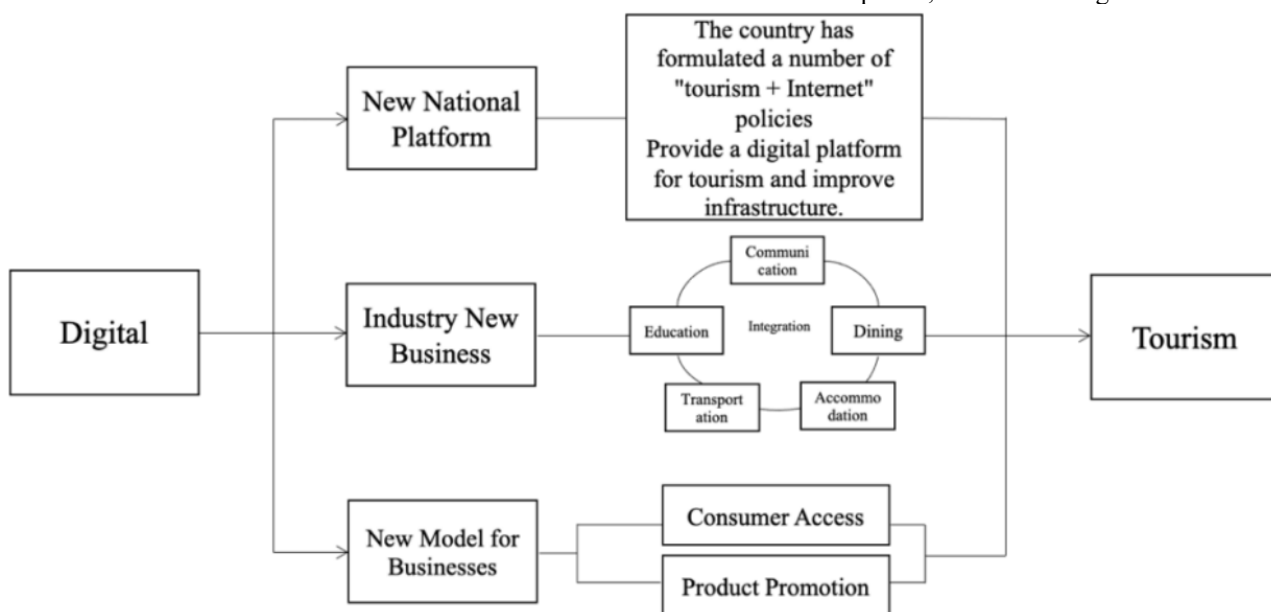 The country has
formulated a number of
"tourism + Internet"
policies
Provide a digital platform
for tourism and improve
infrastructure.
New National
Platform
Communi
cation
Digital
Industry New
Business
Education
Integration
Dining
Tourism
Transport
ation
Accommo
dation
New Model for
Businesses
Consumer Access
Product Promotion